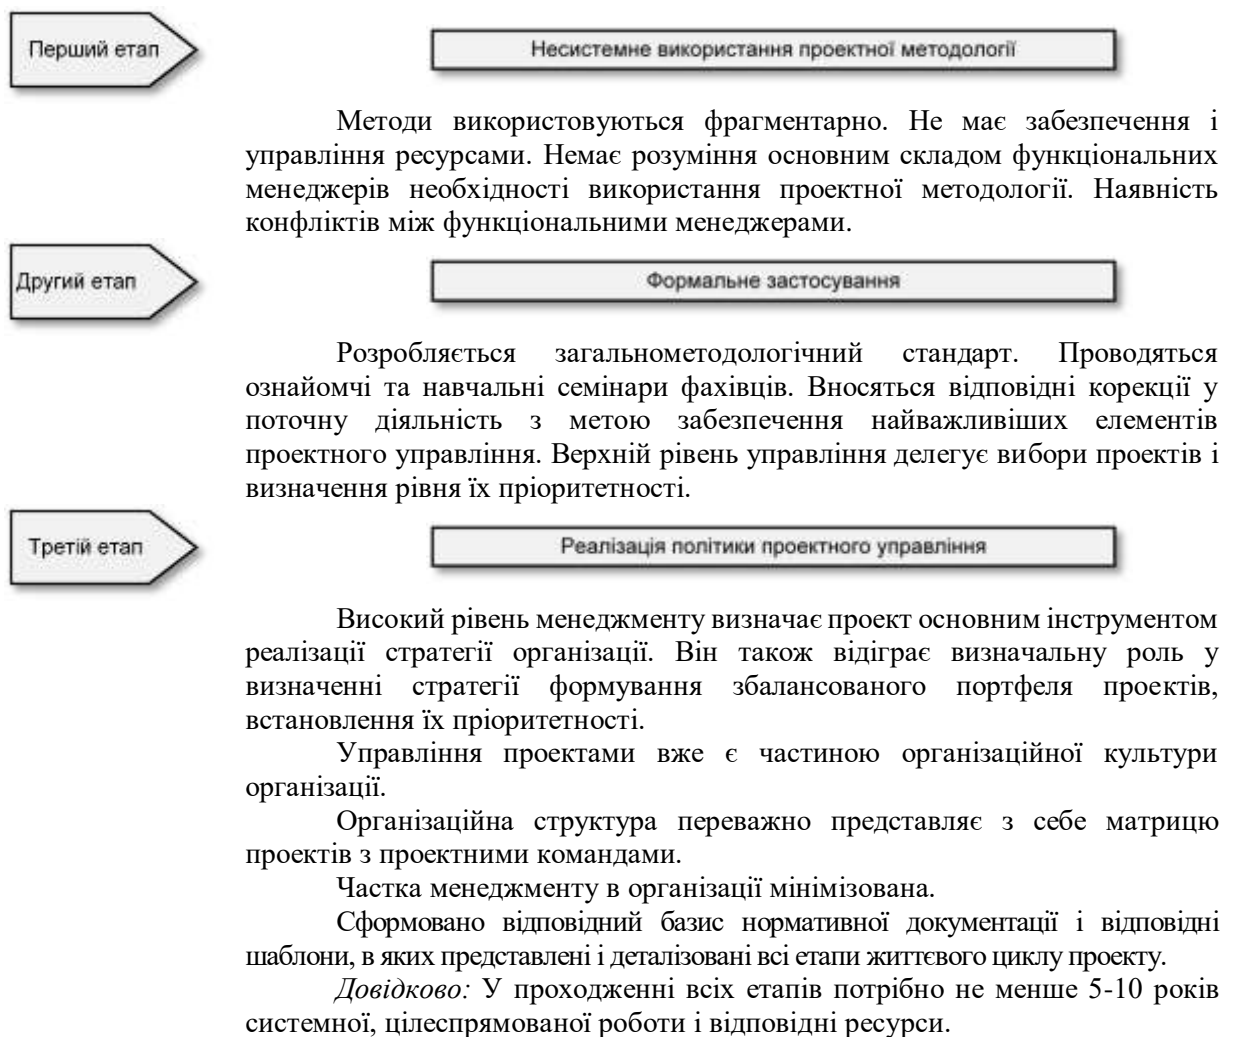 Перший етап
Несистемне використання проектної методології
Методи використовуються фрагментарно. Не має забезпечення і
управління ресурсами. Немає розуміння основним складом функціональних
менеджерів необхідності використання проектної методології. Наявність
конфліктів між функціональними менеджерами.
Другий етап
Формальне застосування
Розробляється загальнометодологічний стандарт. Проводяться
ознайомчі та навчальні семінари фахівців. Вносяться відповідні корекції у
поточну діяльність з метою забезпечення найважливіших елементів
проектного управління. Верхній рівень управління делегує вибори проектів і
визначення рівня їх пріоритетності.
Третій етап
Реалізація політики проектного управління
Високий рівень менеджменту визначає проект основним інструментом
реалізації стратегії організації. Він також відіграє визначальну роль у
визначенні стратегії формування збалансованого портфеля проектів,
встановлення їх пріоритетності.
Управління проектами вже є частиною організаційної культури
організації.
Організаційна структура переважно представляє з себе матрицю
проектів з проектними командами.
Частка менеджменту в організації мінімізована.
Сформовано відповідний базис нормативної документації і відповідні
шаблони, в яких представлені і деталізовані всі етапи життєвого циклу проекту.
Довідково: У проходженні всіх етапів потрібно не менше 5-10 років
системної, цілеспрямованої роботи і відповідні ресурси.